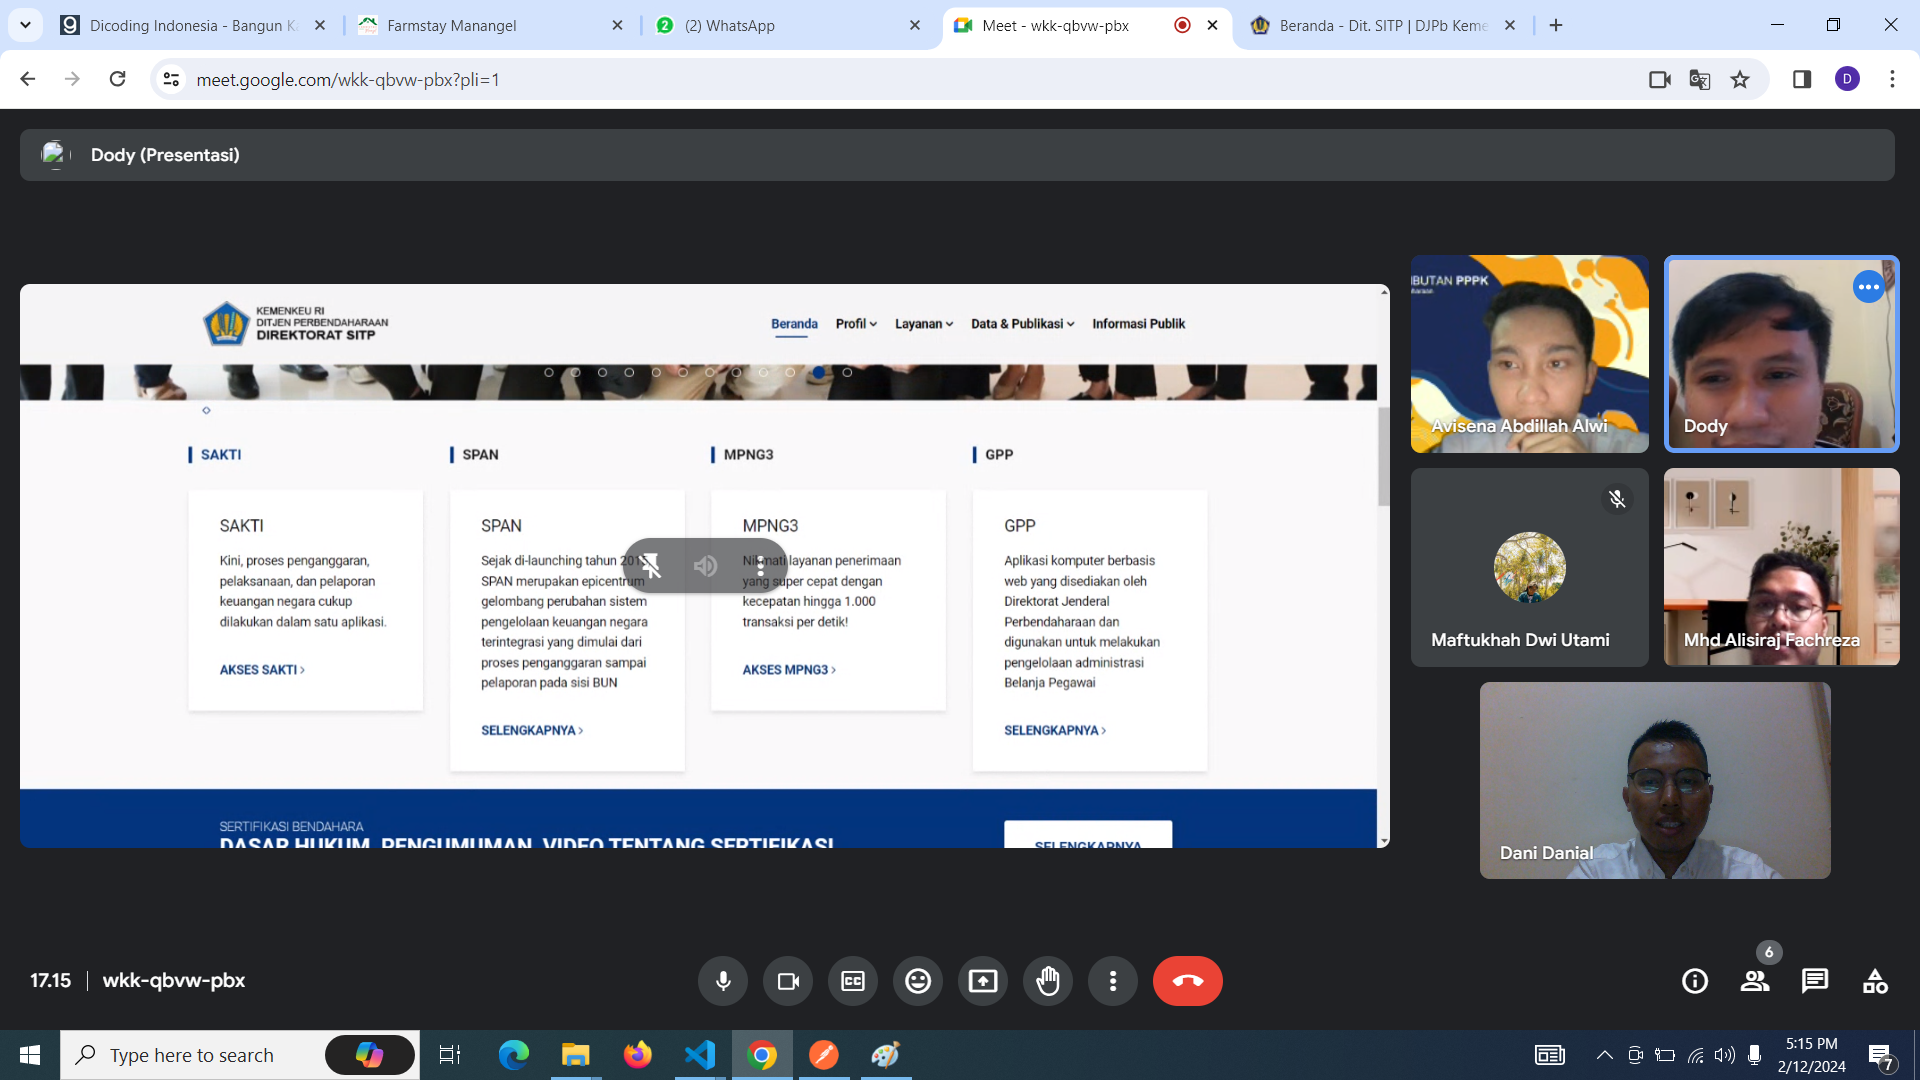 Dicoding Indonesia - Bangun Ka
Farmstay Manangel
2 (2) WhatsApp
Meet - wkk-qbvw-pbx
Beranda - Dit. SITP | DJPb Keme
meet.google.com/wkk-qbvw-pbx?pli=1
D
Dody (Presentasi)
KEMENKEU RI
DITJEN PERBENDAHARAAN
DIREKTORAT SITP
Beranda Profil Layanan Data & Publikasi Informasi Publik
SAKTI
SAKTI
Kini, proses penganggaran,
pelaksanaan, dan pelaporan
keuangan negara cukup
dilakukan dalam satu aplikasi.
AKSES SAKTI
SPAN
SPAN
Sejak di-launching tahun 2015
SPAN merupakan epicentrum
gelombang perubahan sistem
pengelolaan keuangan negara
terintegrasi yang dimulai dari
proses penganggaran sampai
pelaporan pada sisi BUN
SELENGKAPNYA
MPNG3
MPNG3
Nikmati layanan penerimaan
yang super cepat dengan
kecepatan hingga 1.000
transaksi per detik!
AKSES MPNG3
GPP
GPP
Aplikasi komputer berbasis
web yang disediakan oleh
Direktorat Jenderal
Perbendaharaan dan
digunakan untuk melakukan
pengelolaan administrasi
Belanja Pegawai
SELENGKAPNYA
SERTIFIKASI BENDAHARA
DASAR HUKUM, PENGUMUMAN, VIDEO TENTANG SERTIFIKASI
SELENGKAPNYA
BUTAN PPPK
Avisena Abdillah Alwi
Dody
Maftukhah Dwi Utami
Mhd Alisiraj Fachreza
Dani Danial
17.15 | wkk-qbvw-pbx
CC
6
Type here to search
5:15 PM
2/12/2024
7